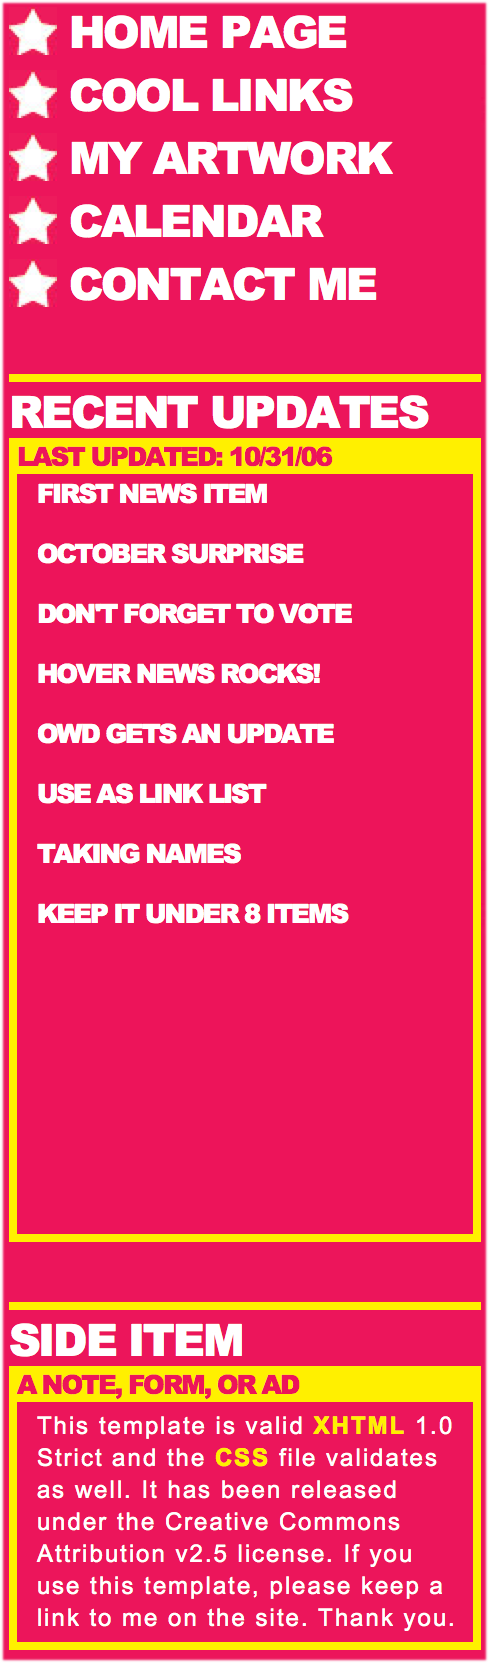 HOME PAGE
COOL LINKS
MY ARTWORK
CALENDAR
CONTACT ME
RECENT UPDATES
LAST UPDATED: 10/31/06
FIRST NEWS ITEM
OCTOBER SURPRISE
DON'T FORGET TO VOTE
HOVER NEWS ROCKS!
OWD GETS AN UPDATE
USE AS LINK LIST
TAKING NAMES
KEEP IT UNDER 8 ITEMS
SIDE ITEM
A NOTE, FORM, OR AD
This template is valid XHTML 1.0
Strict and the CSS file validates
as well. It has been released
under the Creative Commons
Attribution v2.5 license. If you
use this template, please keep a
link to me on the site. Thank you.